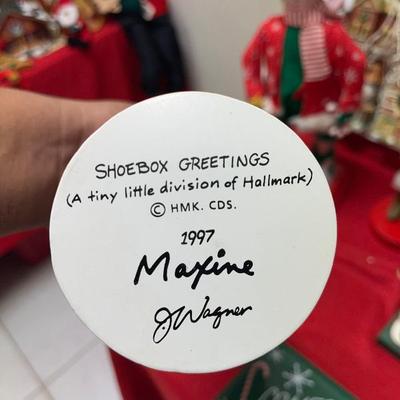 SHOEBOX GREETINGS
(A tiny little division of Hallmark)
© HMK. CDS.
1997
Maxine
J Wagner